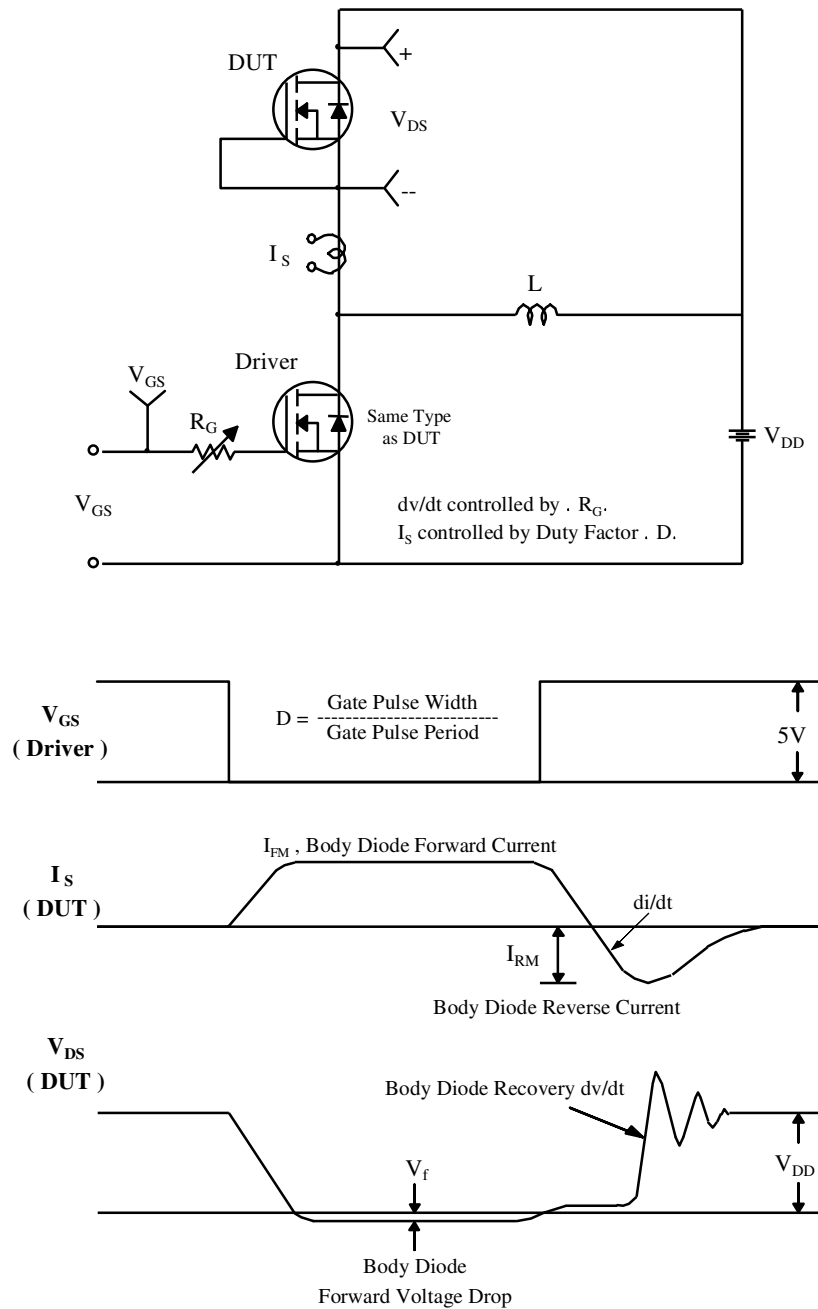 DUT
+
V_DS
--
I_S
L
Driver
V_GS
R_G
Same Type
as DUT
V_DD
V_GS
dv/dt controlled by . R_G.
I_S controlled by Duty Factor . D.
V_GS
( Driver )
D = Gate Pulse Width
--------------------------
Gate Pulse Period
5V
I_FM , Body Diode Forward Current
I_S
( DUT )
di/dt
I_RM
Body Diode Reverse Current
V_DS
( DUT )
Body Diode Recovery dv/dt
V_f
V_DD
Body Diode
Forward Voltage Drop